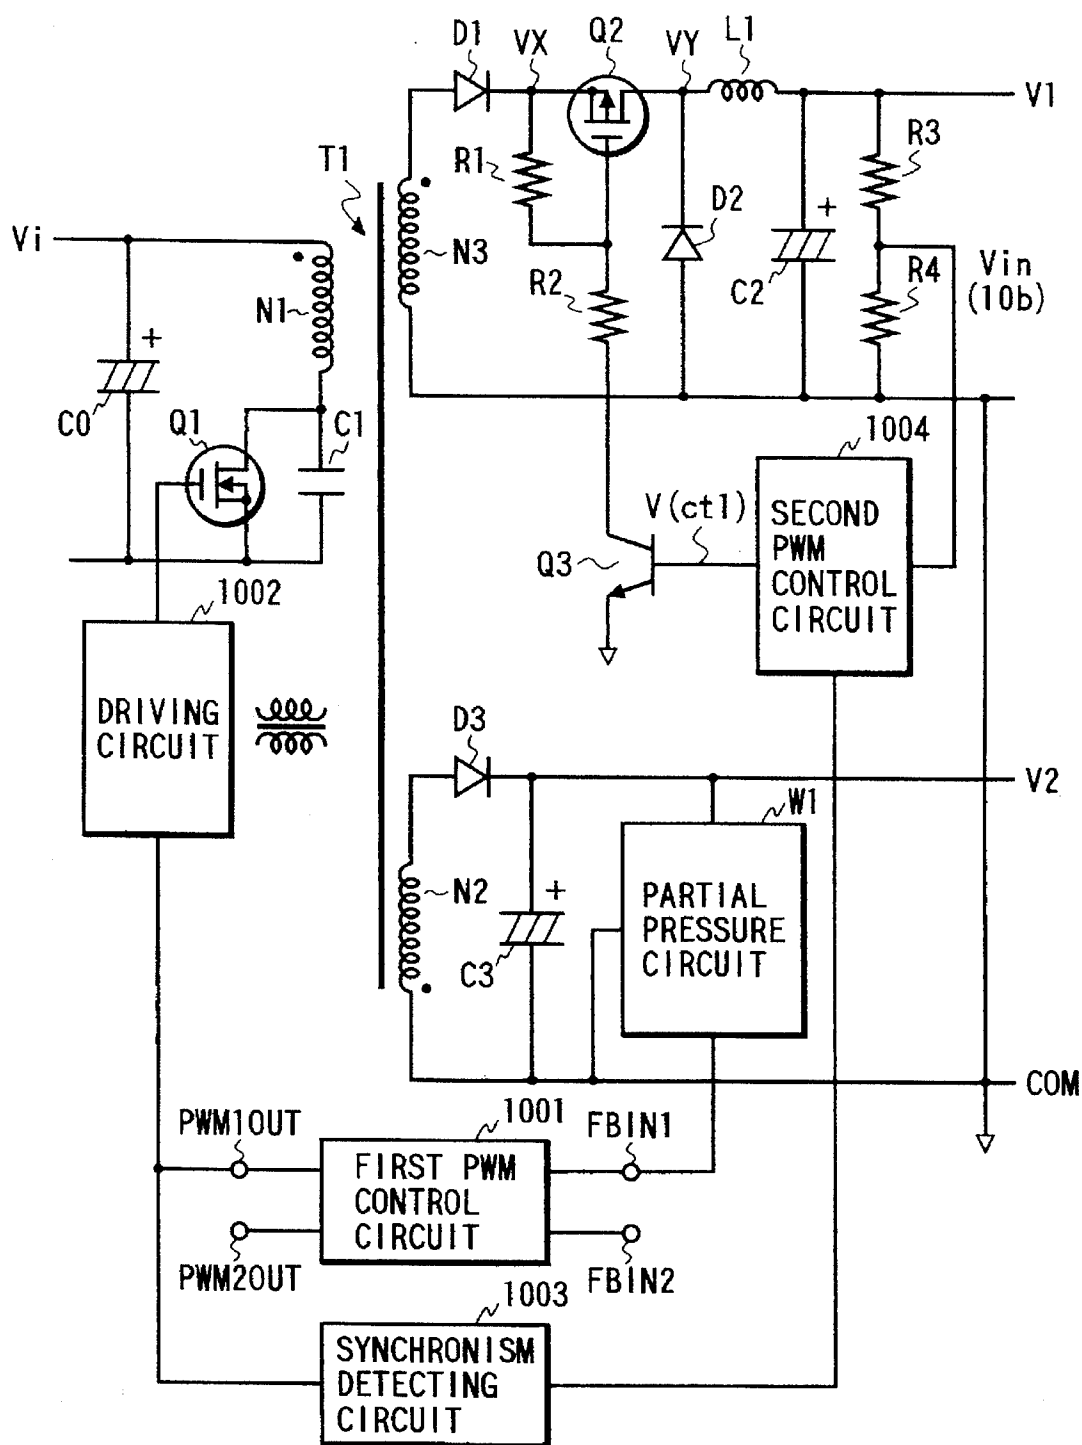 D1
VX
Q2
VY
L1
V1
T1
R1
R3
D2
Vi
N3
C2
R4
Vin
(10b)
N1
R2
+
+
C0
Q1
C1
1004
V(ct1)
SECOND
PWM
CONTROL
CIRCUIT
Q3
1002
DRIVING
CIRCUIT
D3
V2
W1
N2
+
C3
PARTIAL
PRESSURE
CIRCUIT
COM
1001
PWM1OUT
FBIN1
FIRST PWM
CONTROL
CIRCUIT
PWM2OUT
FBIN2
1003
SYNCHRONISM
DETECTING
CIRCUIT